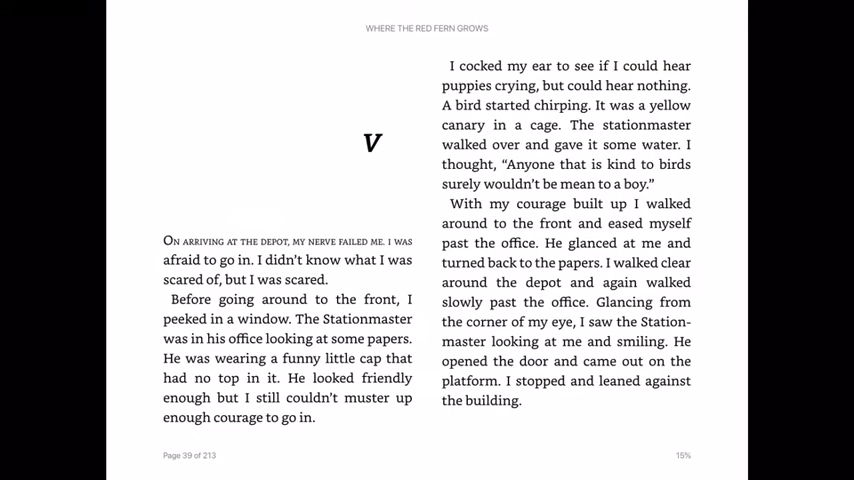 WHERE THE RED FERN GROWS
V
ON ARRIVING AT THE DEPOT, MY NERVE FAILED ME. I WAS
afraid to go in. I didn’t know what I was
scared of, but I was scared.
Before going around to the front, I
peeked in a window. The Stationmaster
was in his office looking at some papers.
He was wearing a funny little cap that
had no top in it. He looked friendly
enough but I still couldn’t muster up
enough courage to go in.
I cocked my ear to see if I could hear
puppies crying, but could hear nothing.
A bird started chirping. It was a yellow
canary in a cage. The stationmaster
walked over and gave it some water. I
thought, “Anyone that is kind to birds
surely wouldn’t be mean to a boy.”
With my courage built up I walked
around to the front and eased myself
past the office. He glanced at me and
turned back to the papers. I walked clear
around the depot and again walked
slowly past the office. Glancing from
the corner of my eye, I saw the Station-
master looking at me and smiling. He
opened the door and came out on the
platform. I stopped and leaned against
the building.
Page 39 of 213
15%